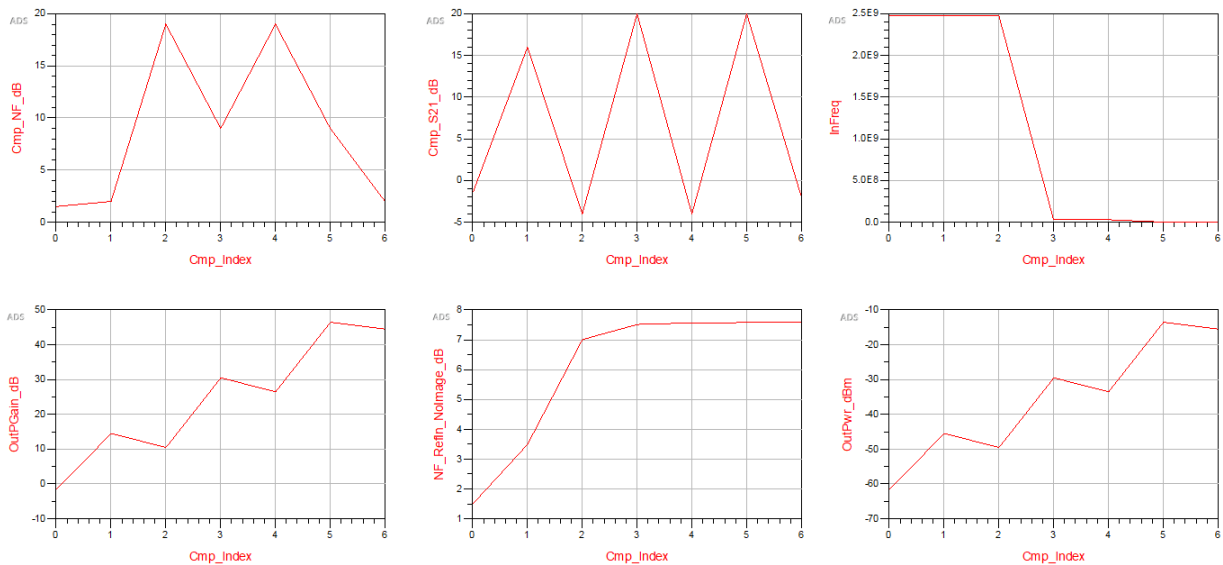 ADS
Cmp_NF_dB
20
15
10
5
0
0 1 2 3 4 5 6
Cmp_Index
ADS
Cmp_S21_dB
20
15
10
5
0
-5
0 1 2 3 4 5 6
Cmp_Index
ADS
InFreq
2.5E9
1.5E9
5.0E8
0.0
0 1 2 3 4 5 6
Cmp_Index
ADS
OutPGain_dB
50
40
30
20
10
0
-10
0 1 2 3 4 5 6
Cmp_Index
ADS
NF_RefIn_NoImage_dB
8
7
6
5
4
3
2
1
0 1 2 3 4 5 6
Cmp_Index
ADS
OutPwr_dBm
-10
-20
-30
-40
-50
-60
-70
0 1 2 3 4 5 6
Cmp_Index